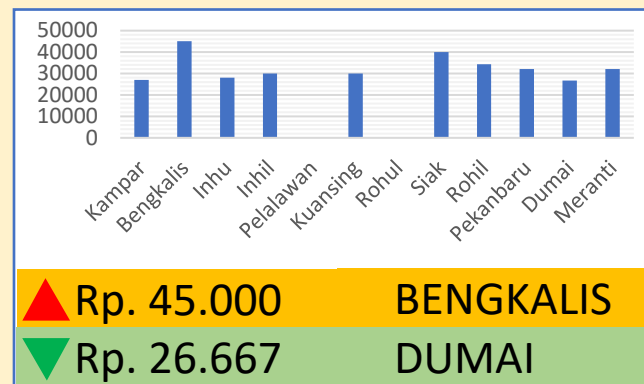 50000
40000
30000
20000
10000
0
Kampar
Bengkalis
Inhu
Inhil
Pelalawan
Kuansing
Rohul
Siak
Rohil
Pekanbaru
Dumai
Meranti
Rp. 45.000 BENGKALIS
Rp. 26.667 DUMAI